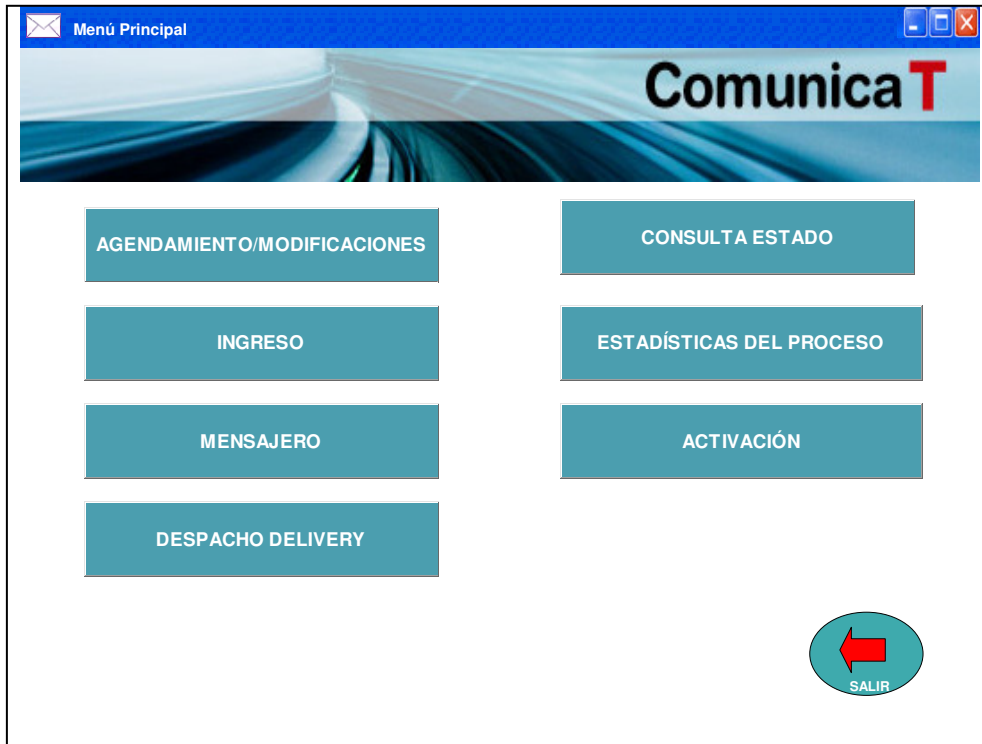 Menú Principal
ComunicaT
AGENDAMIENTO/MODIFICACIONES
CONSULTA ESTADO
INGRESO
ESTADÍSTICAS DEL PROCESO
MENSAJERO
ACTIVACIÓN
DESPACHO DELIVERY
SALIR